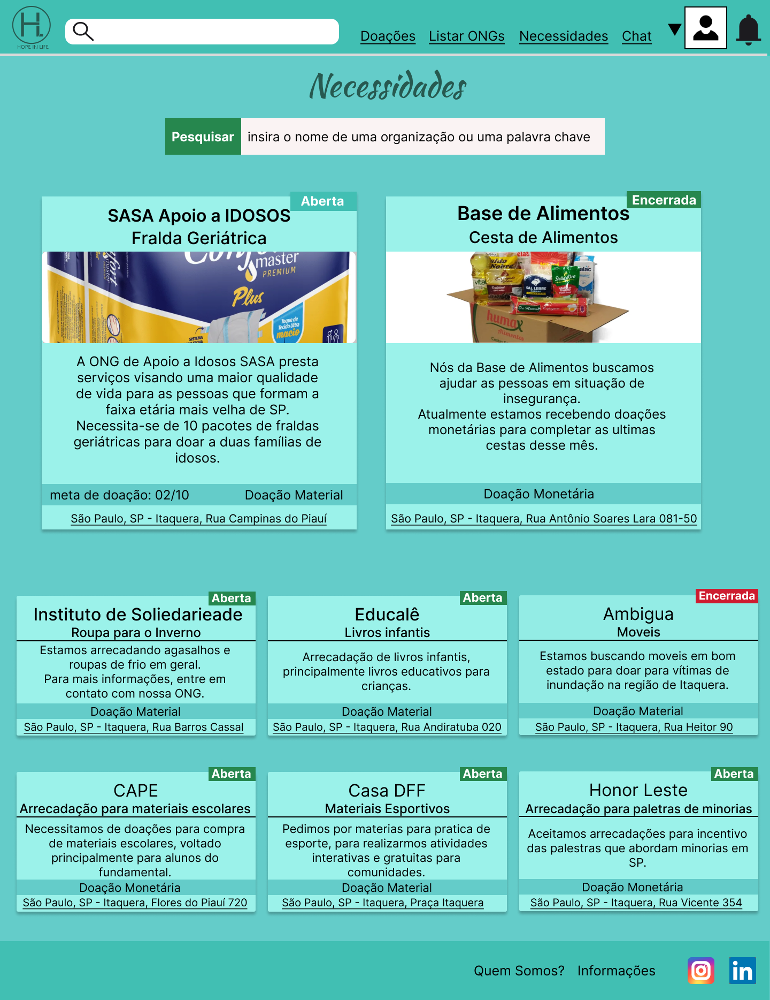 H.
HOPE IN LIFE
Doações
Listar ONGs
Necessidades
Chat
Necessidades
Pesquisar
insira o nome de uma organização ou uma palavra chave
Aberta
SASA Apoio a IDOSOS
Fralda Geriátrica
master
PREMIUM
Plus
Toque de
Tecido Ultra
macio
SISTEMA
A ONG de Apoio a Idosos SASA presta
serviços visando uma maior qualidade
de vida para as pessoas que formam a
faixa etária mais velha de SP.
Necessita-se de 10 pacotes de fraldas
geriátricas para doar a duas famílias de
idosos.
meta de doação: 02/10
Doação Material
São Paulo, SP - Itaquera, Rua Campinas do Piauí
Encerrada
Base de Alimentos
Cesta de Alimentos
SAL LEBRE
Stella d'Oro
humax
Alimentos
Nós da Base de Alimentos buscamos
ajudar as pessoas em situação de
insegurança.
Atualmente estamos recebendo doações
monetárias para completar as ultimas
cestas desse mês.
Doação Monetária
São Paulo, SP - Itaquera, Rua Antônio Soares Lara 081-50
Aberta
Instituto de Soliedarieade
Roupa para o Inverno
Estamos arrecadando agasalhos e
roupas de frio em geral.
Para mais informações, entre em
contato com nossa ONG.
Doação Material
São Paulo, SP - Itaquera, Rua Barros Cassal
Aberta
Educalê
Livros infantis
Arrecadação de livros infantis,
principalmente livros educativos para
crianças.
Doação Material
São Paulo, SP - Itaquera, Rua Andiratuba 020
Encerrada
Ambigua
Moveis
Estamos buscando moveis em bom
estado para doar para vítimas de
inundação na região de Itaquera.
Doação Material
São Paulo, SP - Itaquera, Rua Heitor 90
Aberta
CAPE
Arrecadação para materiais escolares
Necessitamos de doações para compra
de materiais escolares, voltado
principalmente para alunos do
fundamental.
Doação Monetária
São Paulo, SP - Itaquera, Flores do Piauí 720
Aberta
Casa DFF
Materiais Esportivos
Pedimos por materias para pratica de
esporte, para realizarmos atividades
interativas e gratuitas para
comunidades.
Doação Material
São Paulo, SP - Itaquera, Praça Itaquera
Aberta
Honor Leste
Arrecadação para paletras de minorias
Aceitamos arrecadações para incentivo
das palestras que abordam minorias em
SP.
Doação Monetária
São Paulo, SP - Itaquera, Rua Vicente 354
Quem Somos?
Informações
in